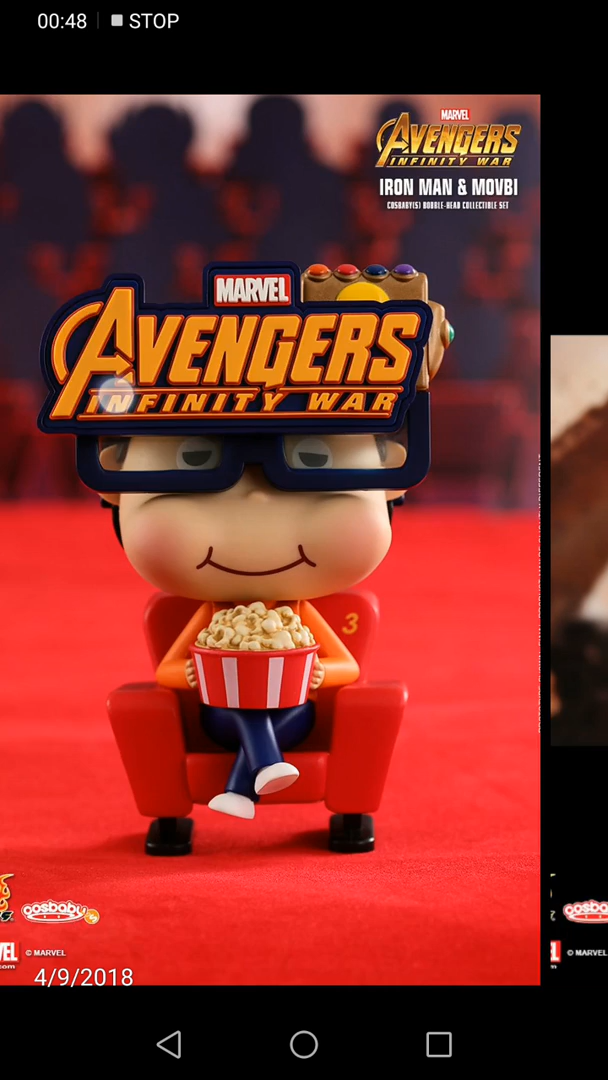 00:48 STOP
MARVEL
AVENGERS
INFINITY WAR
IRON MAN & MOVBI
COSBABY(S) BOBBLE-HEAD COLLECTIBLE SET
MARVEL
AVENGERS
INFINITY WAR
3
cosbaby
© MARVEL
4/9/2018
© MARVEL